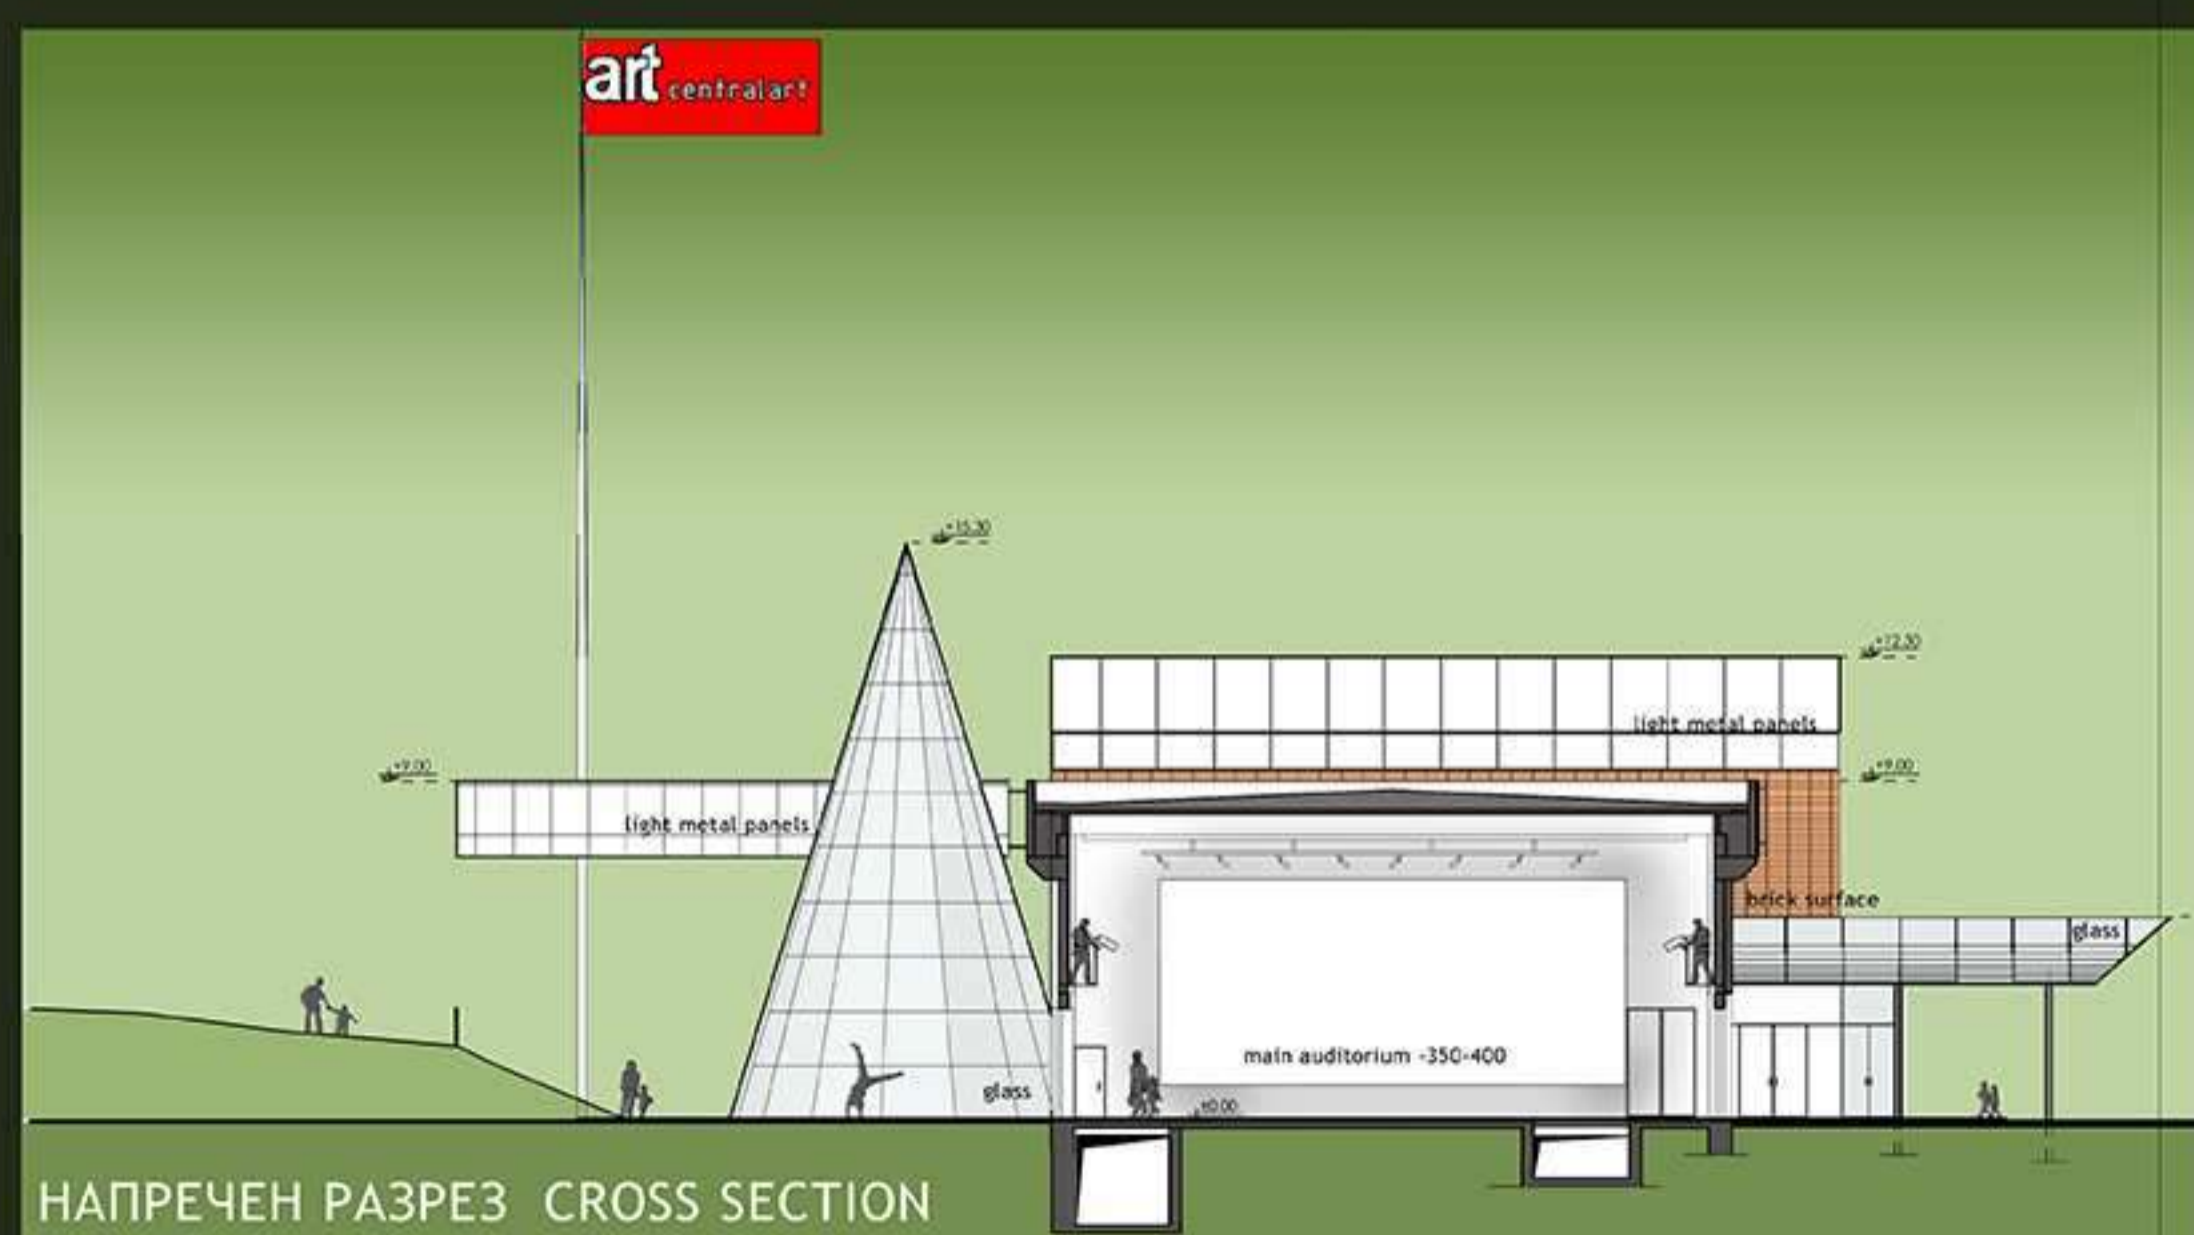 art centralart
+15.30
+12.30
light metal panels
+9.00
+9.00
light metal panels
brick surface
glass
main auditorium -350-400
glass
±0.00
НАПРЕЧЕН РАЗРЕЗ CROSS SECTION